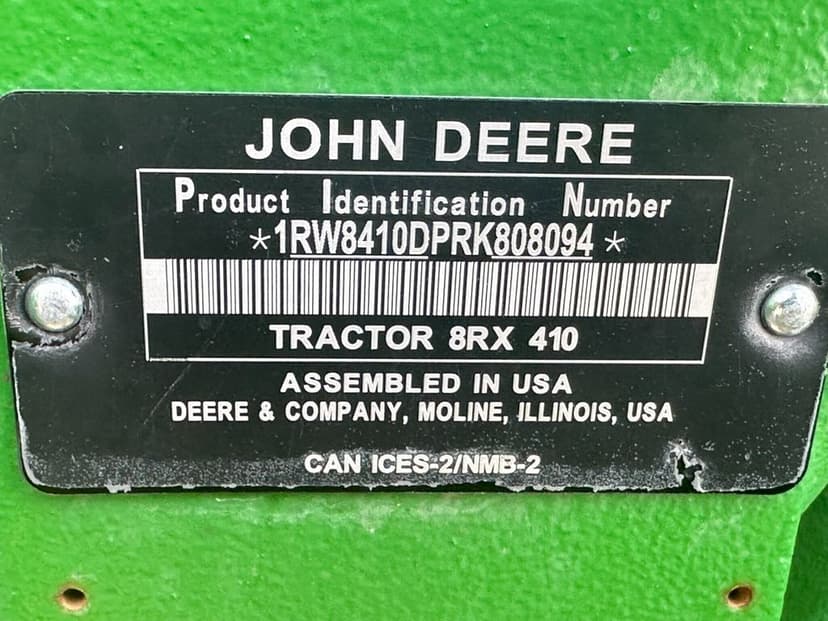 JOHN DEERE
Product Identification Number
*1RW8410DPRK808094*
TRACTOR 8RX 410
ASSEMBLED IN USA
DEERE & COMPANY, MOLINE, ILLINOIS, USA
CAN ICES-2/NMB-2